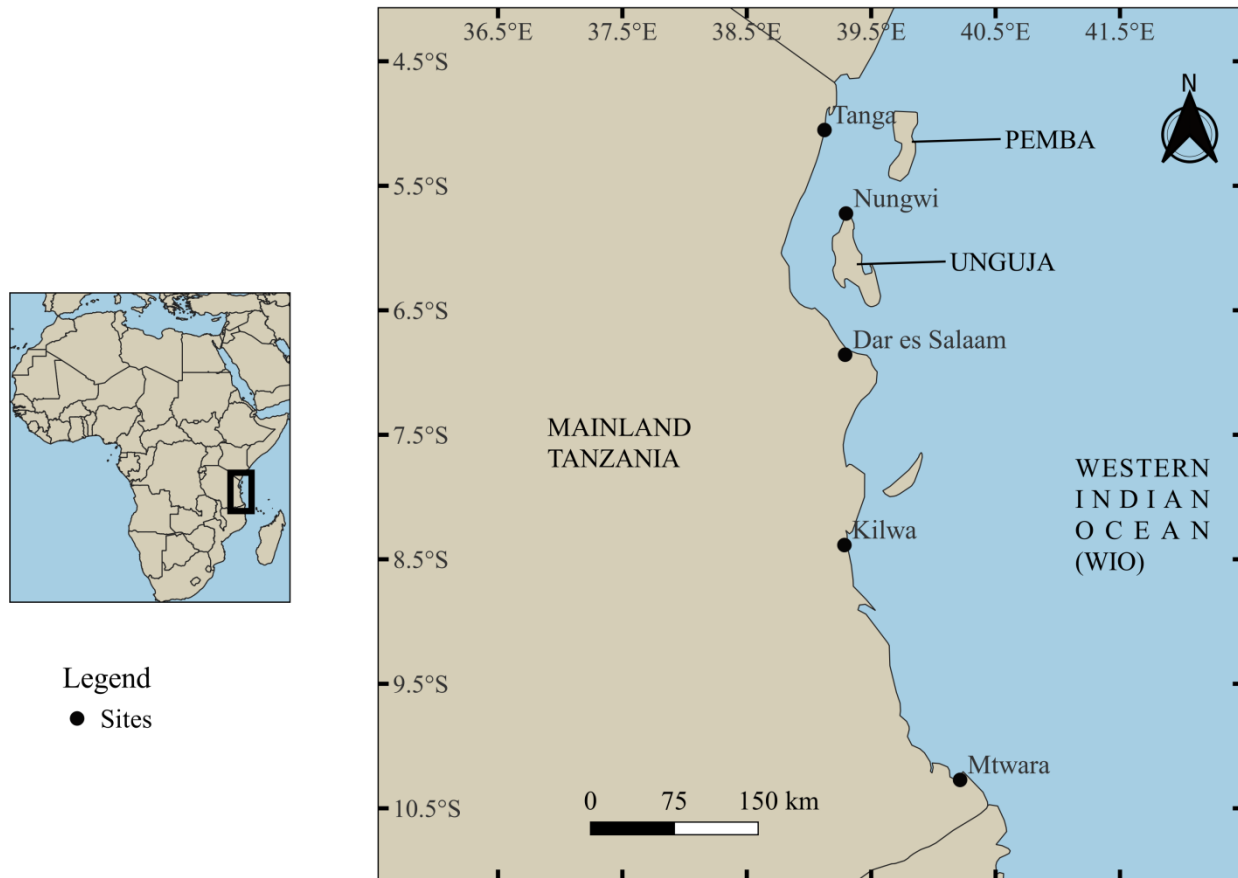 36.5°E 37.5°E 38.5°E 39.5°E 40.5°E 41.5°E
4.5°S
N
Tanga
PEMBA
5.5°S
Nungwi
UNGUJA
6.5°S
Dar es Salaam
7.5°S
MAINLAND
TANZANIA
WESTERN
INDIAN
OCEAN
(WIO)
Kilwa
8.5°S
Legend
Sites
9.5°S
Mtwara
0 75 150 km
10.5°S